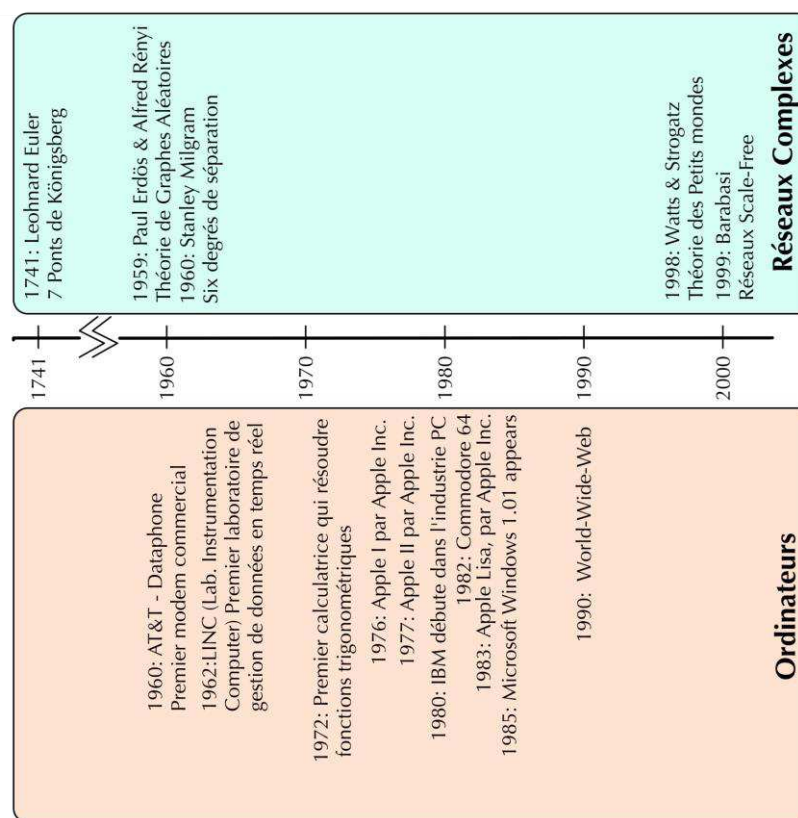 1741: Leohnard Euler
7 Ponts de Königsberg
1959: Paul Erdös & Alfred Rényi
Théorie de Graphes Aléatoires
1960: Stanley Milgram
Six degrés de séparation
1998: Watts & Strogatz
Théorie des Petits mondes
1999: Barabasi
Réseaux Scale-Free
Réseaux Complexes
1741
1960
1970
1980
1990
2000
1960: AT&T - Dataphone
Premier modem commercial
1962:LINC (Lab. Instrumentation
Computer) Premier laboratoire de
gestion de données en temps réel
1972: Premier calculatrice qui résoudre
fonctions trigonométriques
1976: Apple I par Apple Inc.
1977: Apple II par Apple Inc.
1980: IBM débute dans l'industrie PC
1982: Commodore 64
1983: Apple Lisa, par Apple Inc.
1985: Microsoft Windows 1.01 appears
1990: World-Wide-Web
Ordinateurs